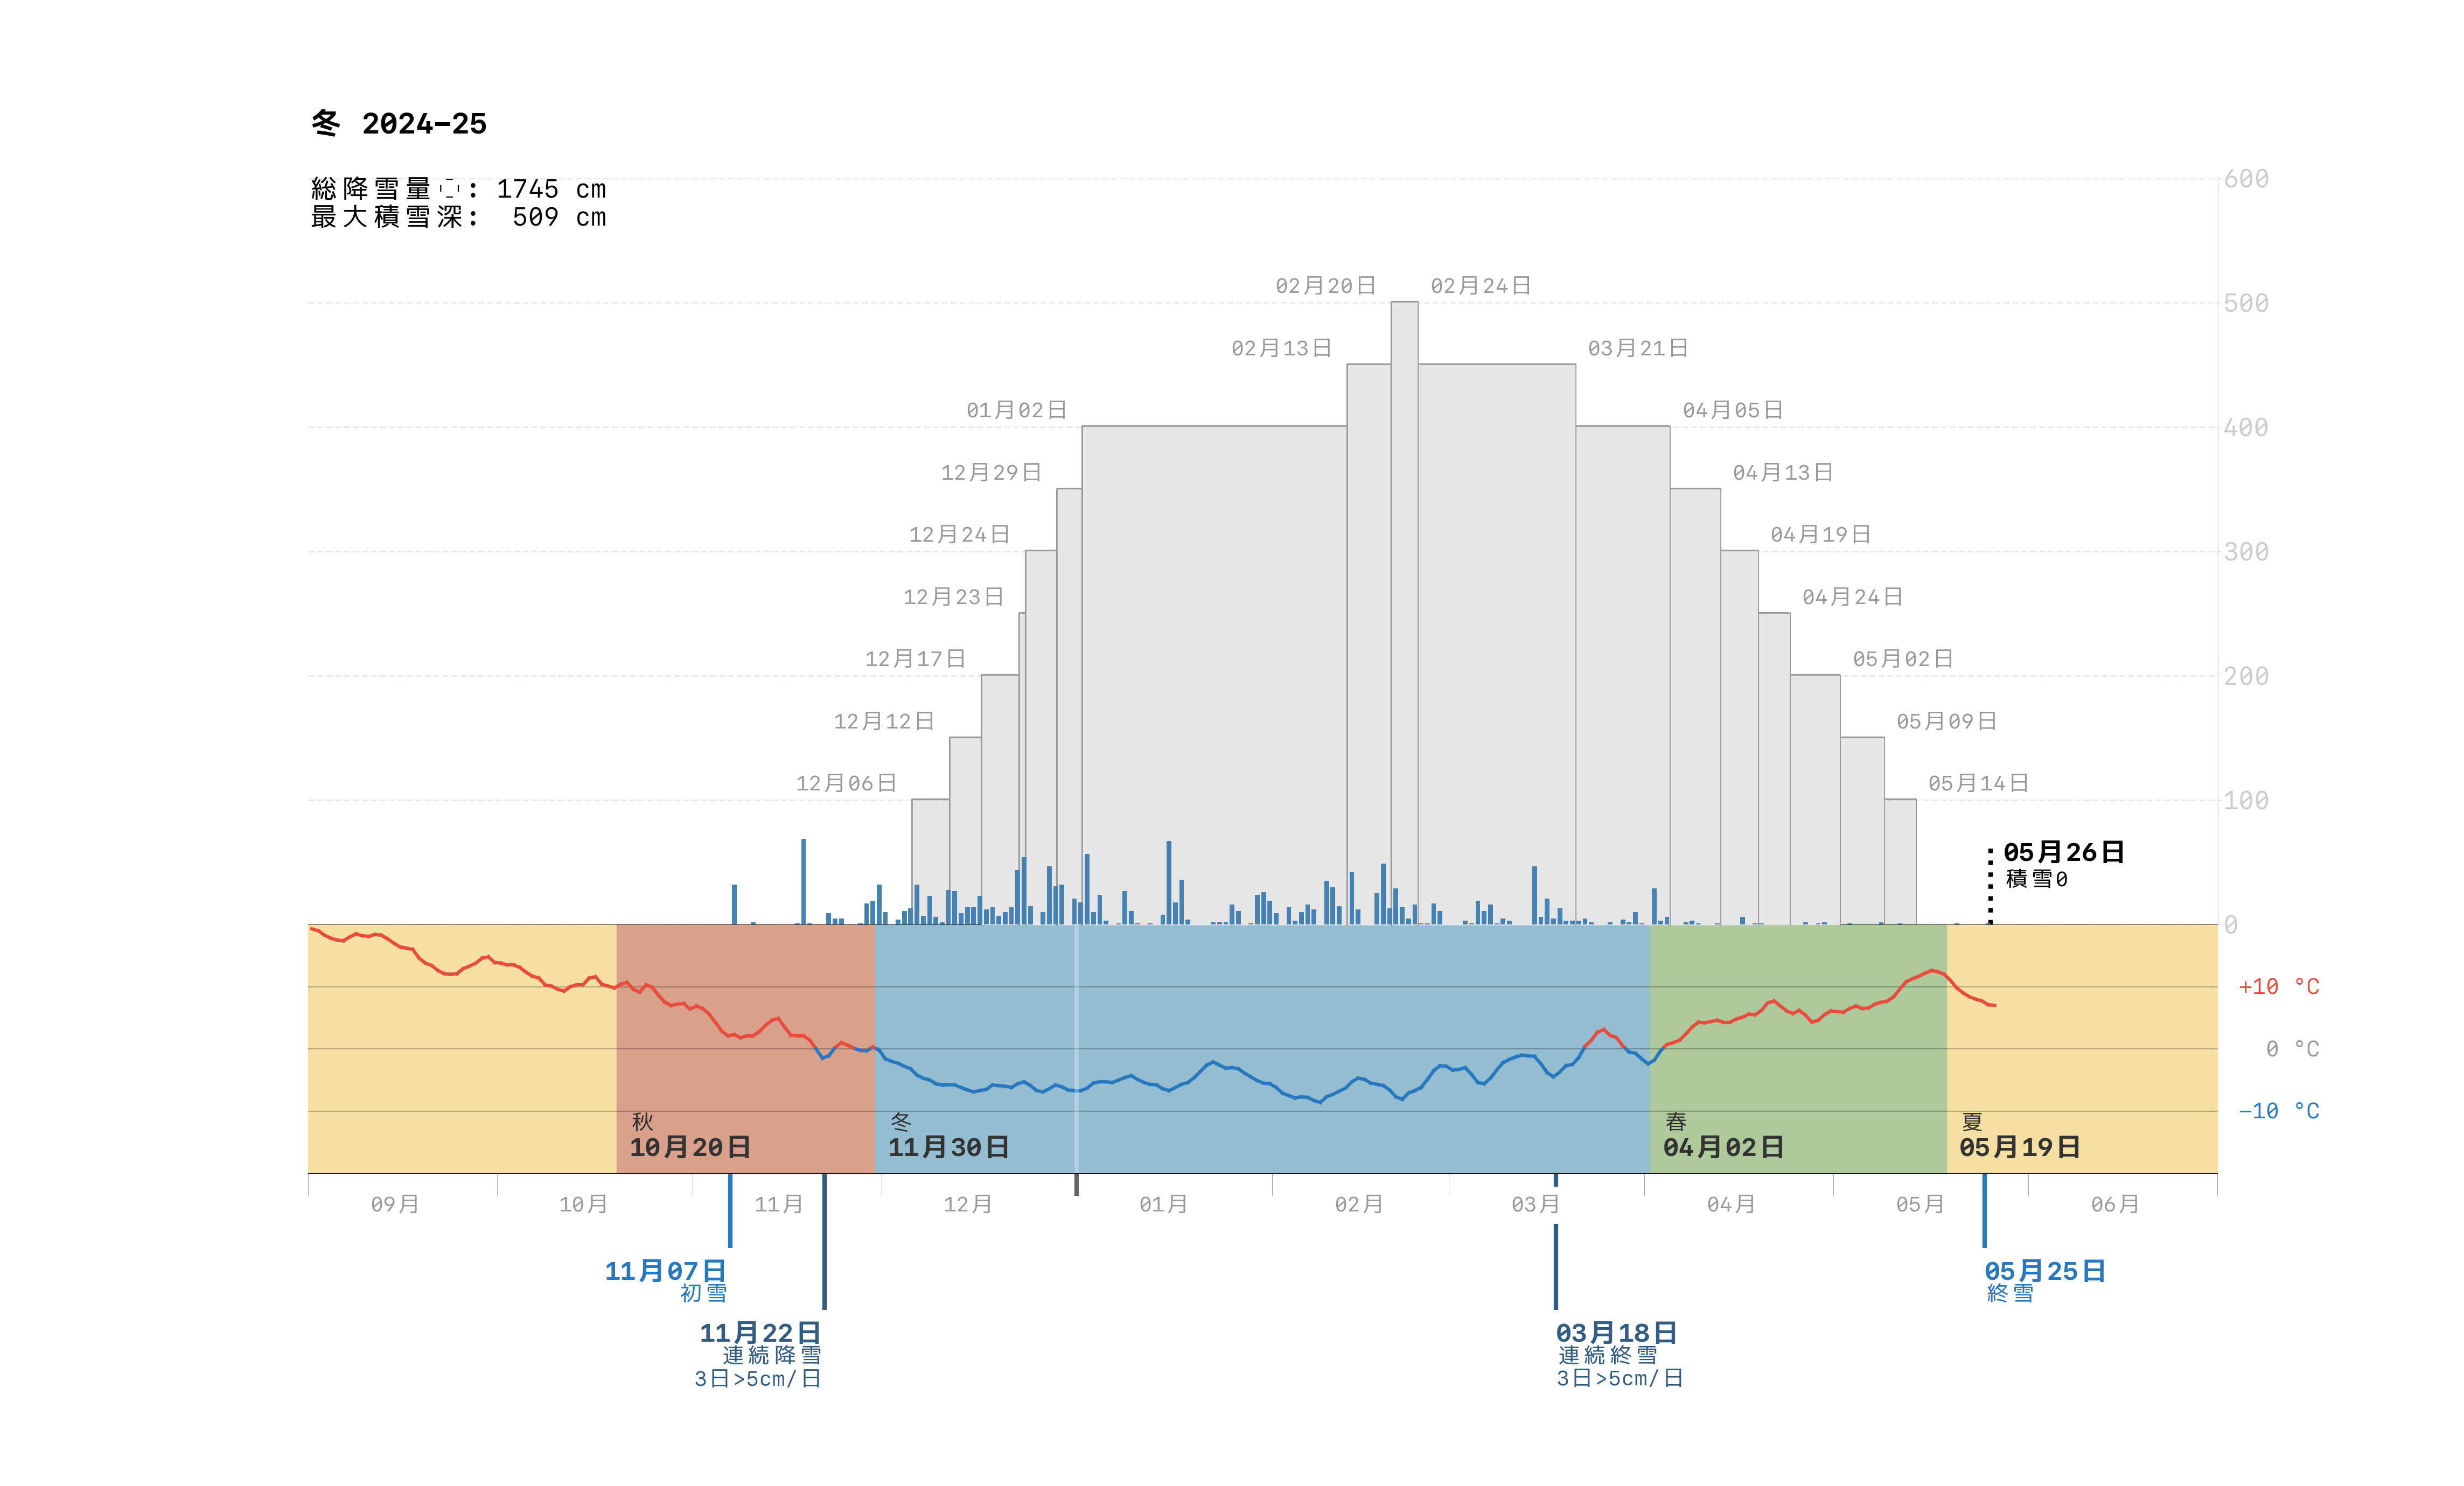 冬 2024–25
総降雪量◌: 1745 cm
最大積雪深: 509 cm
600
02月20日 02月24日
500
02月13日 03月21日
01月02日 04月05日
400
12月29日 04月13日
12月24日 04月19日
300
12月23日 04月24日
12月17日 05月02日
200
12月12日 05月09日
12月06日 05月14日
100
05月26日
積雪0
0
+10 °C
0 °C
−10 °C
秋 冬 春 夏
10月20日 11月30日 04月02日 05月19日
09月 10月 11月 12月 01月 02月 03月 04月 05月 06月
11月07日 05月25日
初雪 終雪
11月22日 03月18日
連続降雪 連続終雪
3日>5cm/日 3日>5cm/日